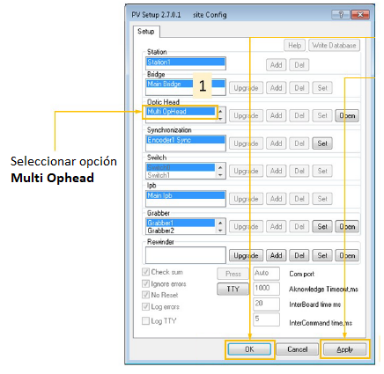 PV Setup 2.7.8.1 site Config
Setup
Help Write Database
Station
Station1 Add Del
Bridge
Main Bridge 1 Upgrade Add Del Set
Optic Head
Multi OpHead Upgrade Add Del Set Open
Synchronization
Encoder1 Sync Upgrade Add Del Set
Switch
Switch1 Upgrade Add Del Set
Ipb
Main Ipb Upgrade Add Del Set
Grabber
Grabber1 Upgrade Add Del Set Open
Grabber2
Rewinder
Upgrade Add Del Set Open
Seleccionar opción
Multi Ophead
Check sum Press Auto Com port
Ignore errors TTY 1000 Aknowledge Timeout,ms
No Reset
Log errors 20 InterBoard time ms
Log TTY 5 InterCommand time,ms
OK Cancel Apply